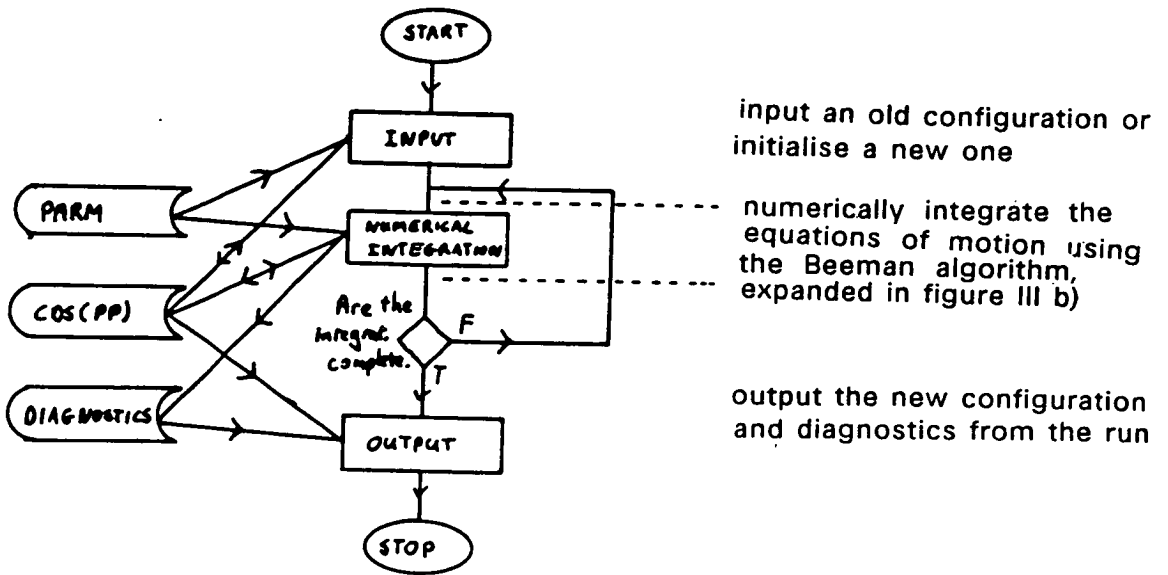 START
INPUT
input an old configuration or
initialise a new one
PARM
NUMERICAL
INTEGRATION
numerically integrate the
equations of motion using
the Beeman algorithm,
expanded in figure III b)
COS(PP)
Are the
integrat.
complete.
F
T
DIAGNOSTICS
OUTPUT
output the new configuration
and diagnostics from the run
STOP